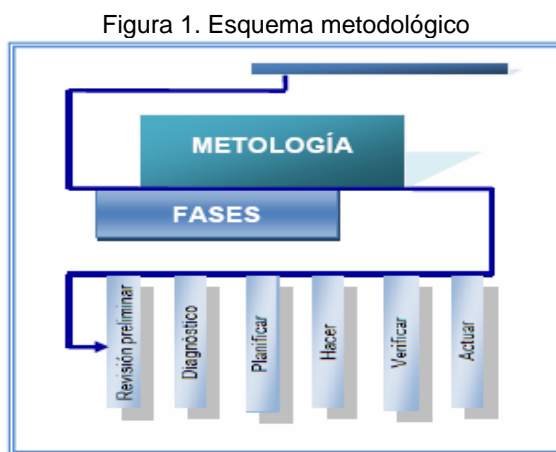 Figura 1. Esquema metodológico
METOLOGÍA
FASES
Revisión preliminar
Diagnóstico
Planificar
Hacer
Verificar
Actuar